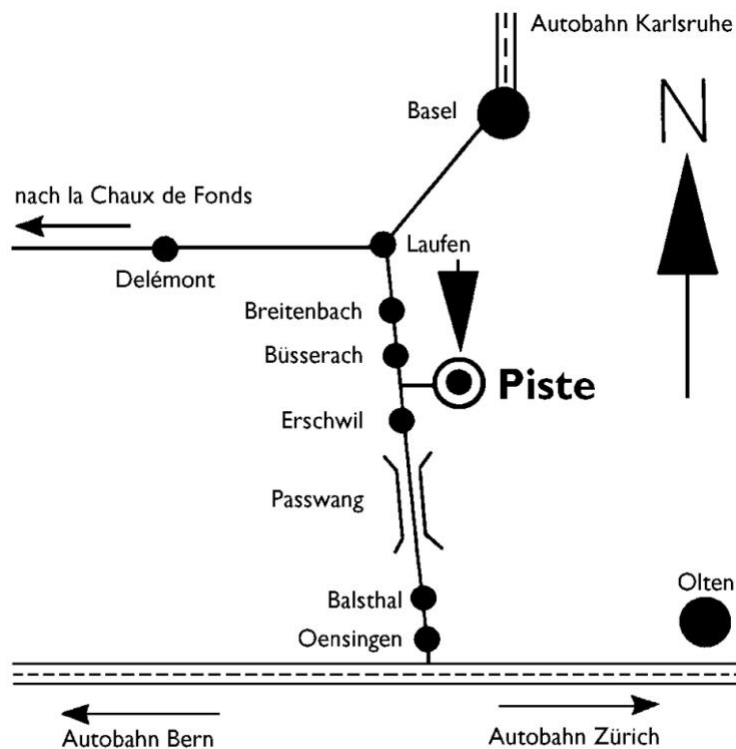 Autobahn Karlsruhe
Basel
N
nach la Chaux de Fonds
Laufen
Delémont
Breitenbach
Büsserach
Piste
Erschwil
Passwang
Olten
Balsthal
Oensingen
Autobahn Bern
Autobahn Zürich